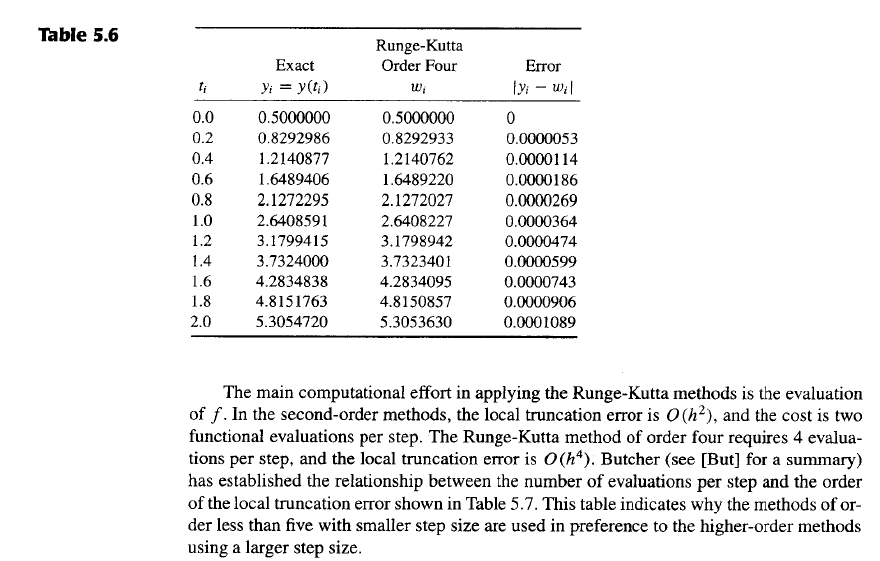 Table 5.6
Runge-Kutta
Exact Order Four Error
t_i y_i = y(t_i) w_i |y_i − w_i|
0.0 0.5000000 0.5000000 0
0.2 0.8292986 0.8292933 0.0000053
0.4 1.2140877 1.2140762 0.0000114
0.6 1.6489406 1.6489220 0.0000186
0.8 2.1272295 2.1272027 0.0000269
1.0 2.6408591 2.6408227 0.0000364
1.2 3.1799415 3.1798942 0.0000474
1.4 3.7324000 3.7323401 0.0000599
1.6 4.2834838 4.2834095 0.0000743
1.8 4.8151763 4.8150857 0.0000906
2.0 5.3054720 5.3053630 0.0001089
The main computational effort in applying the Runge-Kutta methods is the evaluation
of f. In the second-order methods, the local truncation error is O(h²), and the cost is two
functional evaluations per step. The Runge-Kutta method of order four requires 4 evalua-
tions per step, and the local truncation error is O(h⁴). Butcher (see [But] for a summary)
has established the relationship between the number of evaluations per step and the order
of the local truncation error shown in Table 5.7. This table indicates why the methods of or-
der less than five with smaller step size are used in preference to the higher-order methods
using a larger step size.